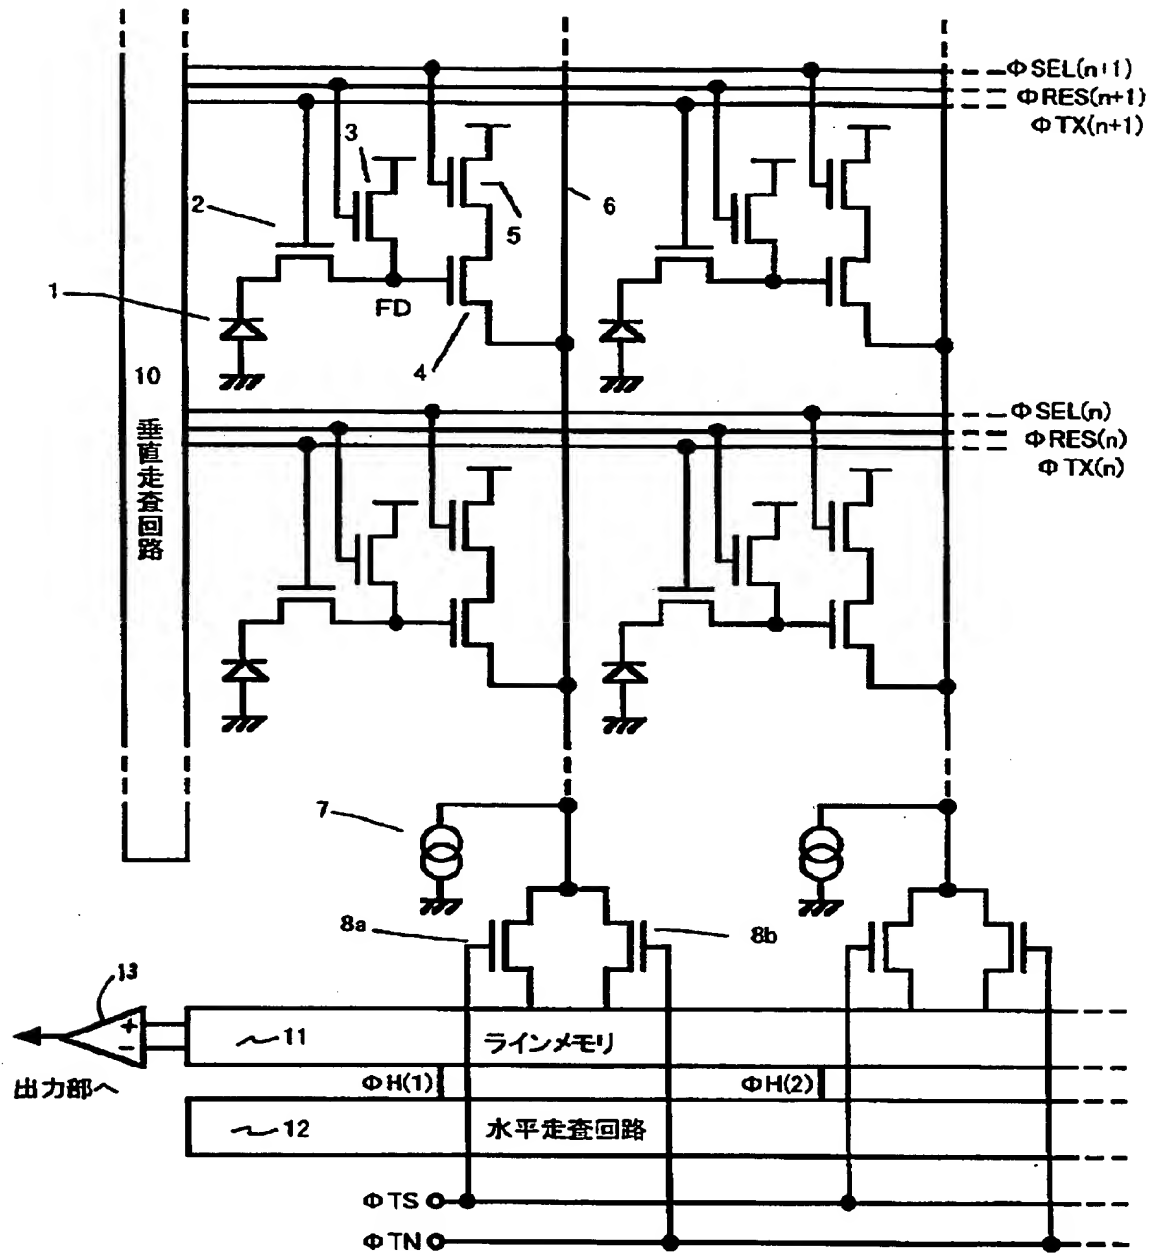 ΦSEL(n+1)
ΦRES(n+1)
ΦTX(n+1)
3
2
5
6
1
FD
4
10
垂直走査回路
ΦSEL(n)
ΦRES(n)
ΦTX(n)
7
8a
8b
13
+
−
11
ラインメモリ
出力部へ
ΦH(1)
ΦH(2)
12
水平走査回路
ΦTS
ΦTN